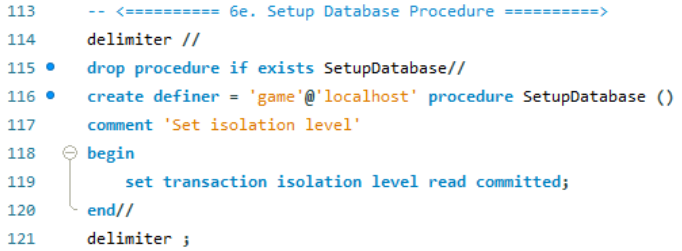 113 -- <========== 6e. Setup Database Procedure ==========>
114 delimiter //
115 drop procedure if exists SetupDatabase//
116 create definer = 'game'@'localhost' procedure SetupDatabase ()
117 comment 'Set isolation level'
118 begin
119 set transaction isolation level read committed;
120 end//
121 delimiter ;